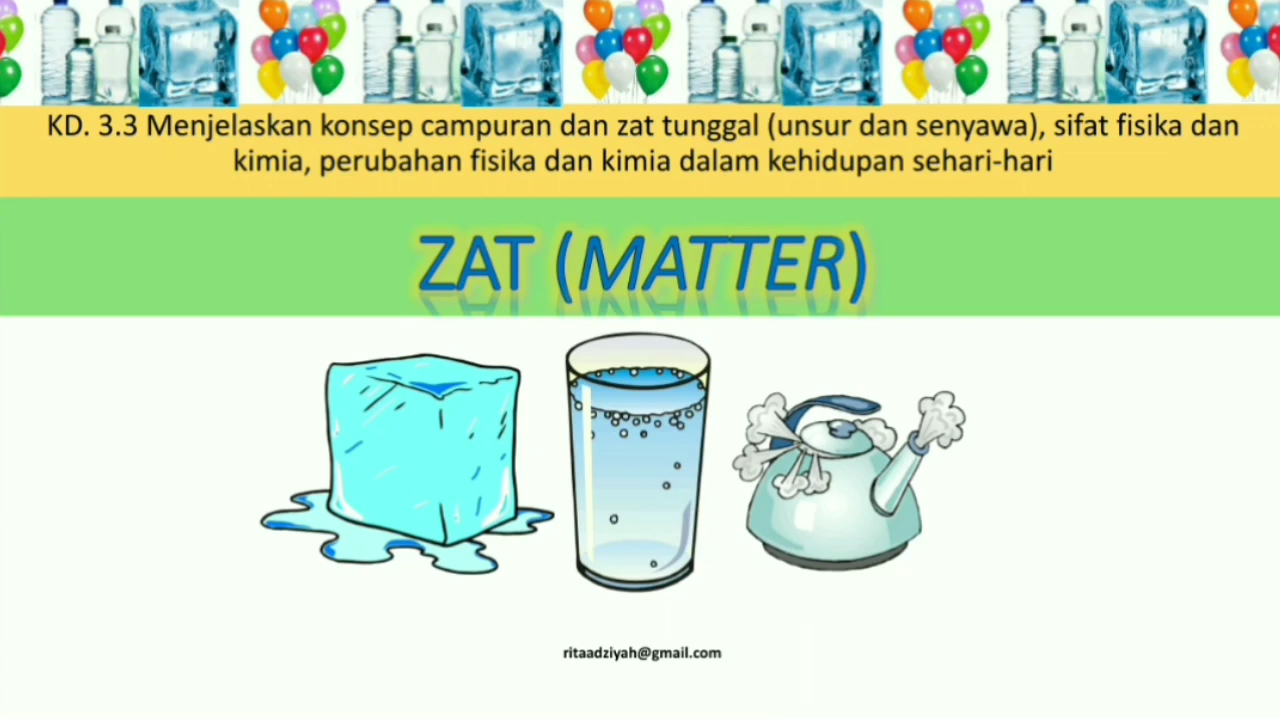 KD. 3.3 Menjelaskan konsep campuran dan zat tunggal (unsur dan senyawa), sifat fisika dan
kimia, perubahan fisika dan kimia dalam kehidupan sehari-hari
ZAT (MATTER)
ritaadziyah@gmail.com